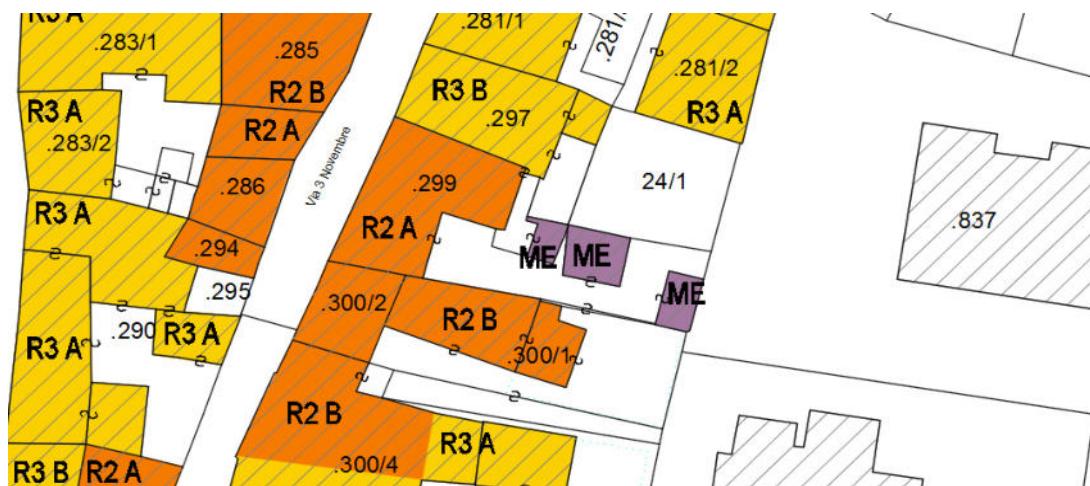 R3 A
.283/1
.285
R2 B
.281/1
.281/2
R3 A
R3 B
.297
R3 A
.283/2
R2 A
.286
Via 3 Novembre
.299
R2 A
24/1
.837
R3 A
.294
.295
ME
ME
ME
.290
R3 A
R3 A
.300/2
R2 B
.300/1
R2 B
R3 A
.300/4
R3 B
R2 A